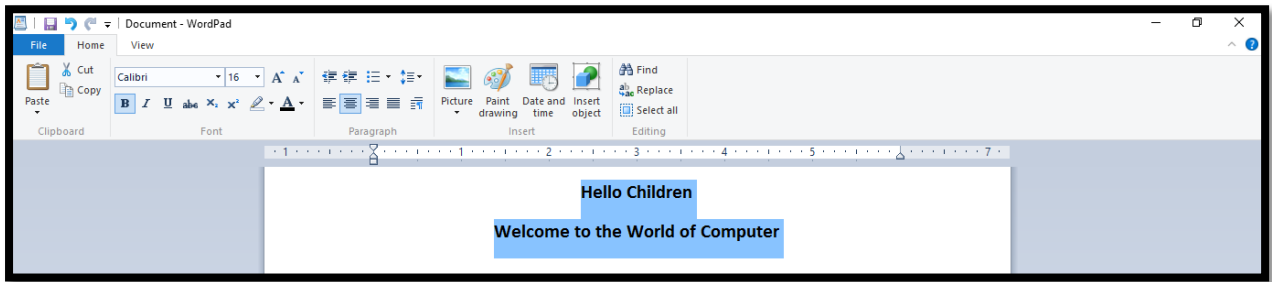 Document - WordPad
File Home View
Cut
Copy
Paste
Clipboard
Calibri 16 A A
B I U abc X₂ x² A
Font
Paragraph
Picture
Paint drawing
Date and time
Insert object
Insert
Find
Replace
Select all
Editing
1 1 2 3 4 5 7
Hello Children
Welcome to the World of Computer